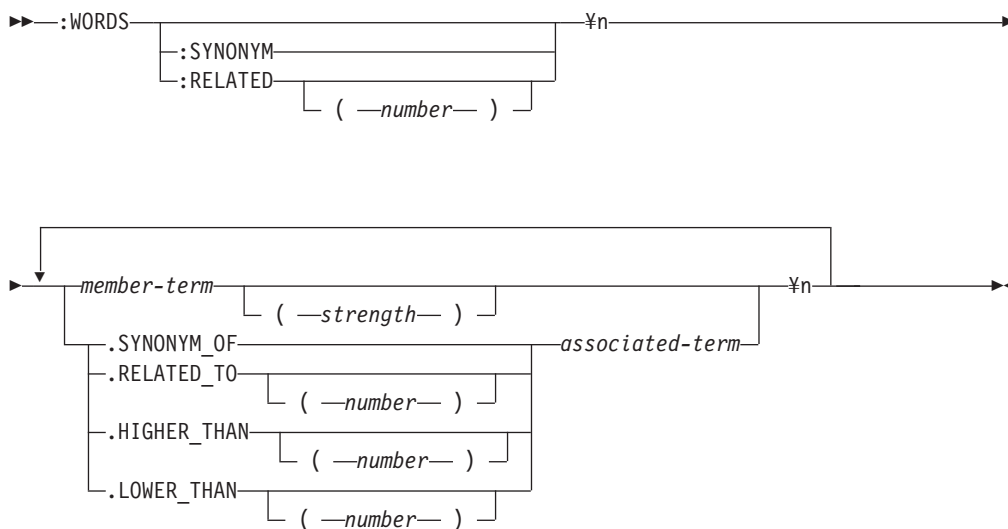 :WORDS ¥n
:SYNONYM
:RELATED
( number )
member-term ¥n
( strength )
.SYNONYM_OF associated-term
.RELATED_TO
( number )
.HIGHER_THAN
( number )
.LOWER_THAN
( number )